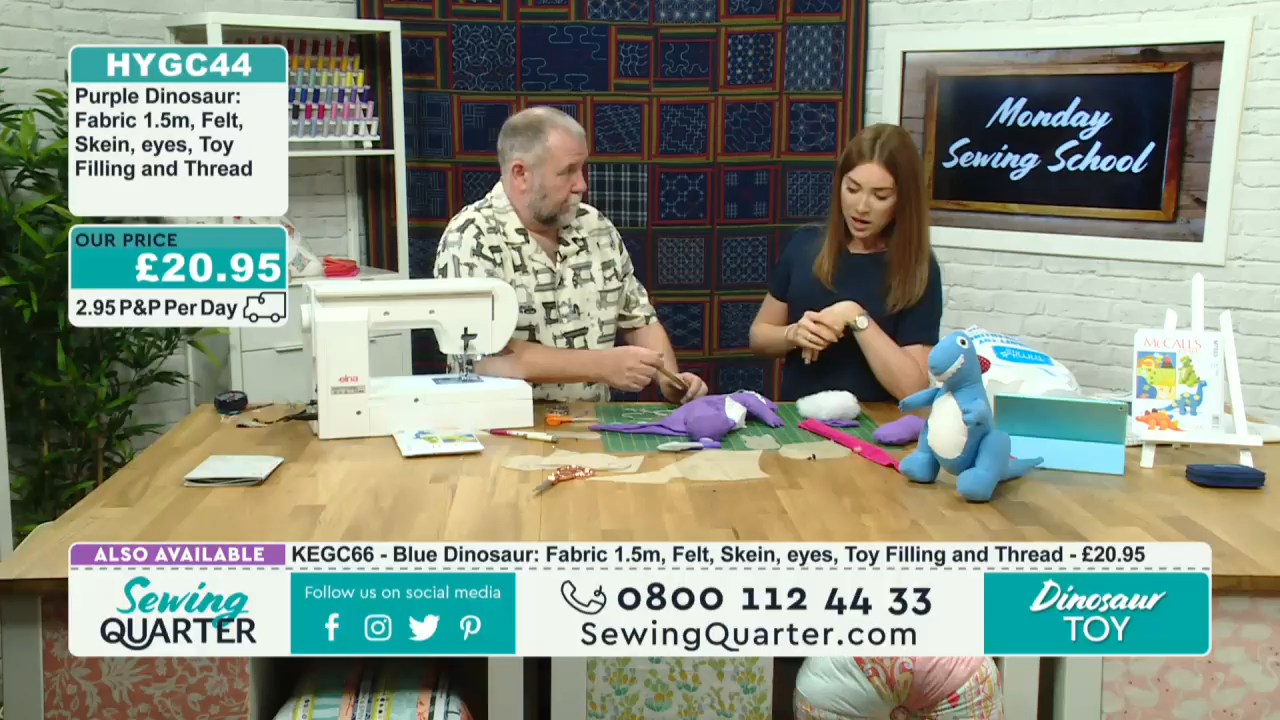 HYGC44
Purple Dinosaur:
Fabric 1.5m, Felt,
Skein, eyes, Toy
Filling and Thread
OUR PRICE
£20.95
2.95 P&P Per Day
Monday
Sewing School
elna
McCALL'S
ALSO AVAILABLE
KEGC66 - Blue Dinosaur: Fabric 1.5m, Felt, Skein, eyes, Toy Filling and Thread - £20.95
Sewing
QUARTER
Follow us on social media
0800 112 44 33
SewingQuarter.com
Dinosaur
TOY